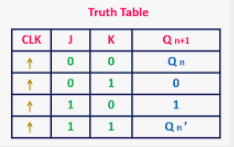 Truth Table
CLK J K Q n+1
↑ 0 0 Q n
↑ 0 1 0
↑ 1 0 1
↑ 1 1 Q n'